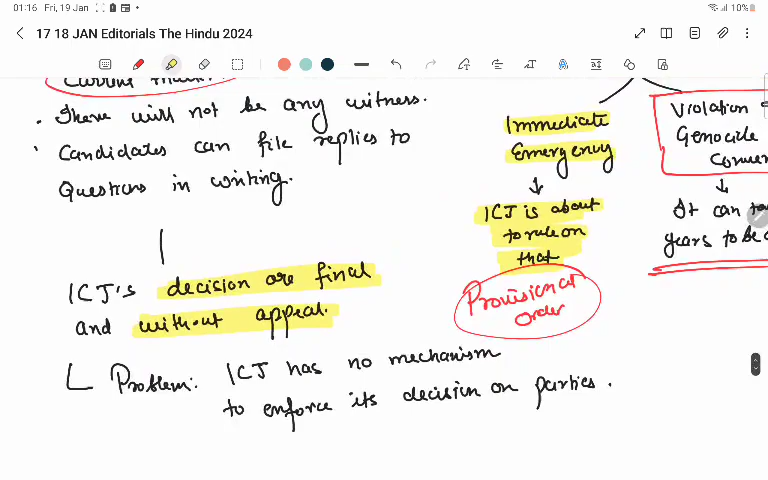 01:16 Fri, 19 Jan
10%
17 18 JAN Editorials The Hindu 2024
Current
. There will not be any witness.
. Candidates can file replies to
Questions in writing.
ICJ's decision are final
and without appeal.
Problem: ICJ has no mechanism
to enforce its decision on parties.
Immediate
Emergency
ICJ is about
to rule on
that
Provisional
order
Violation
Genocide
It can
years to be